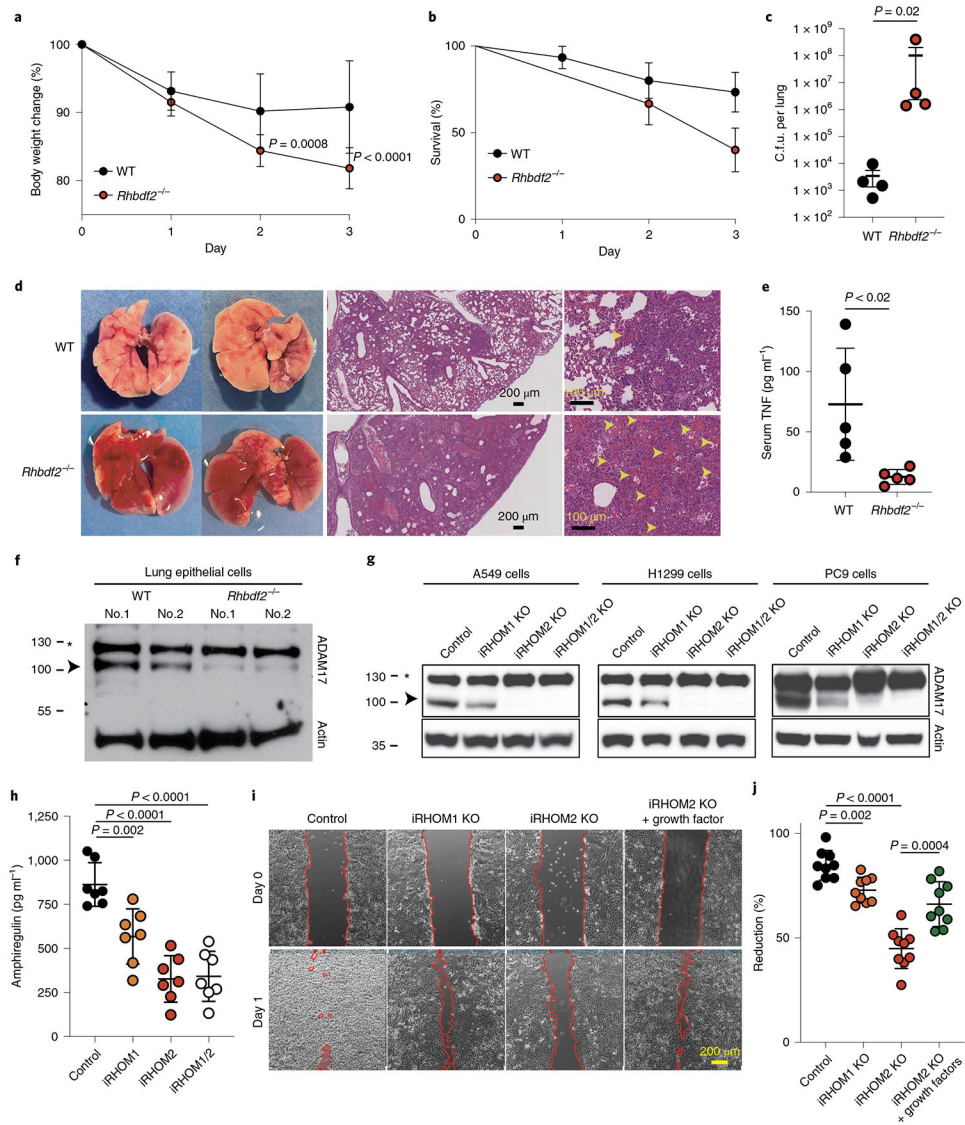 a
100
90
80
Body weight change (%)
P = 0.0008
P < 0.0001
WT
Rhbdf2−/−
0
1
2
3
Day
b
100
50
0
Survival (%)
WT
Rhbdf2−/−
0
1
2
3
Day
c
P = 0.02
1 × 10⁹
1 × 10⁸
1 × 10⁷
1 × 10⁶
1 × 10⁵
1 × 10⁴
1 × 10³
1 × 10²
C.f.u. per lung
WT Rhbdf2−/−
d
WT
200 µm
100 µm
Rhbdf2−/−
200 µm
100 µm
e
P < 0.02
150
100
50
0
Serum TNF (pg ml−1)
WT Rhbdf2−/−
f
Lung epithelial cells
WT Rhbdf2−/−
No.1 No.2 No.1 No.2
130 *
100
55
ADAM17
Actin
g
A549 cells
H1299 cells
PC9 cells
Control
iRHOM1 KO
iRHOM2 KO
iRHOM1/2 KO
Control
iRHOM1 KO
iRHOM2 KO
iRHOM1/2 KO
Control
iRHOM1 KO
iRHOM2 KO
iRHOM1/2 KO
130 *
100
35
ADAM17
Actin
h
P < 0.0001
P < 0.0001
P = 0.002
1,250
1,000
750
500
250
0
Amphiregulin (pg ml−1)
Control
iRHOM1
iRHOM2
iRHOM1/2
i
Control
iRHOM1 KO
iRHOM2 KO
iRHOM2 KO
+ growth factor
Day 0
Day 1
200 µm
j
P < 0.0001
P = 0.002
P = 0.0004
100
50
0
Reduction (%)
Control
iRHOM1 KO
iRHOM2 KO
iRHOM2 KO
+ growth factors